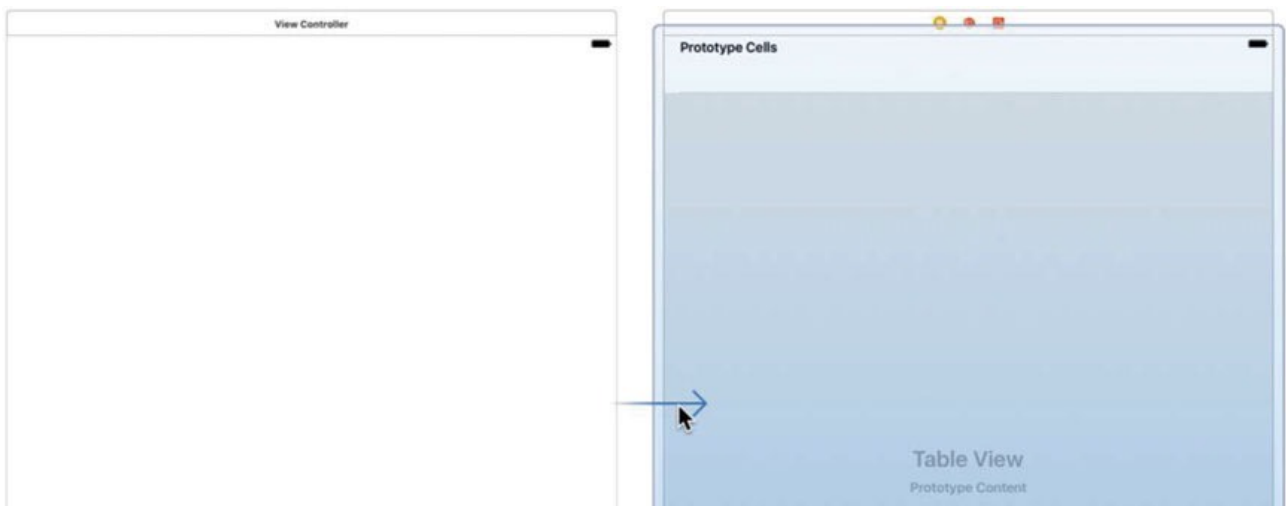 View Controller
Prototype Cells
Table View
Prototype Content